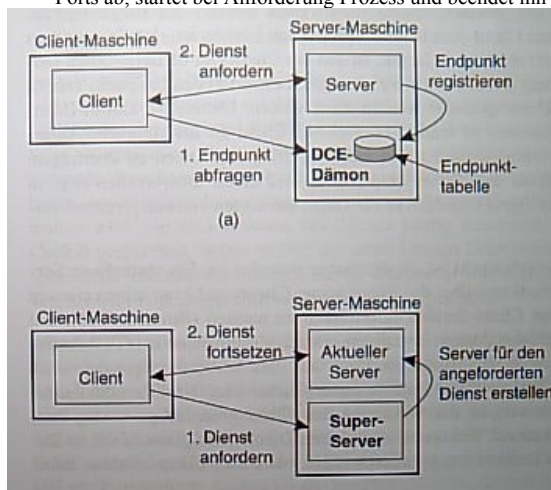 Ports ab, startet bei Anforderung Prozess und beendet ihn
Client-Maschine
Server-Maschine
2. Dienst
anfordern
Client
Server
Endpunkt
registrieren
1. Endpunkt
abfragen
DCE-
Dämon
Endpunkt-
tabelle
(a)
Client-Maschine
Server-Maschine
2. Dienst
fortsetzen
Client
Aktueller
Server
Server für den
angeforderten
Dienst erstellen
1. Dienst
anfordern
Super-
Server